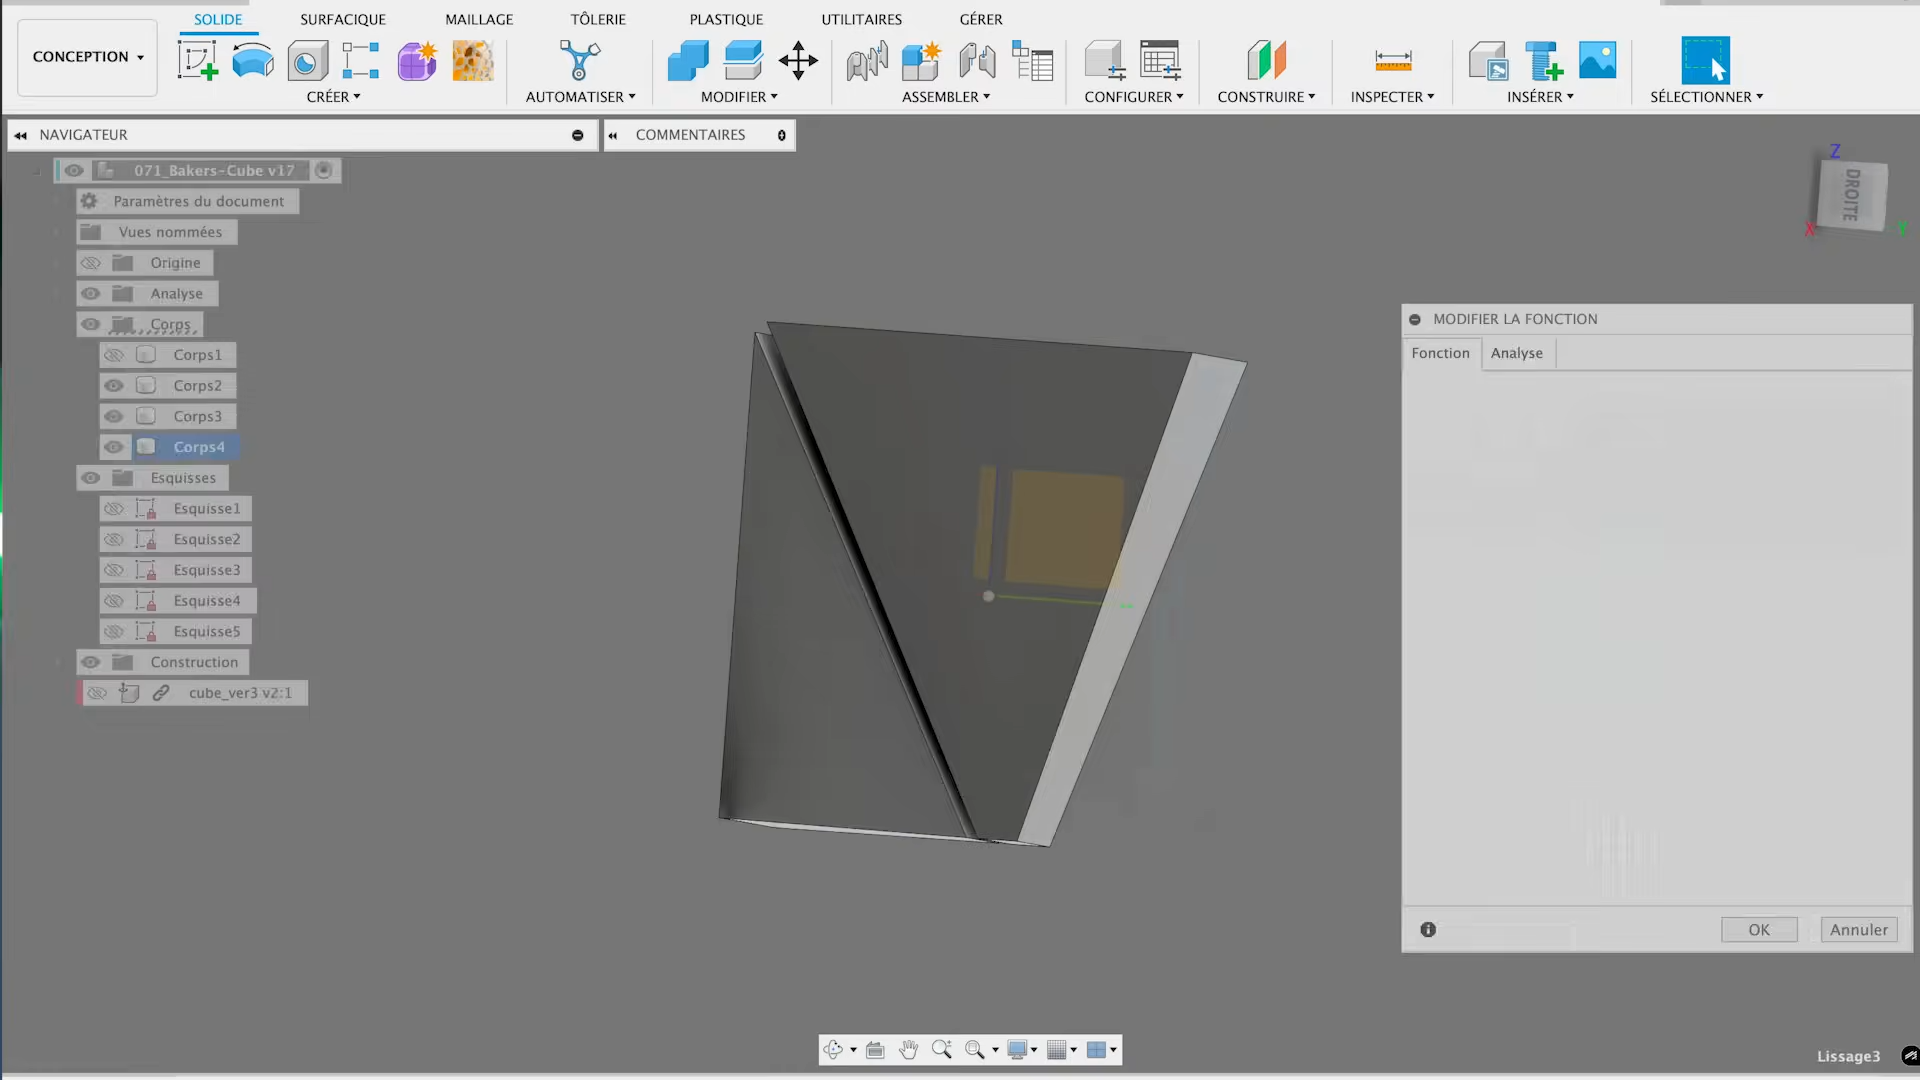 SOLIDE SURFACIQUE MAILLAGE TÔLERIE PLASTIQUE UTILITAIRES GÉRER
CONCEPTION
CRÉER AUTOMATISER MODIFIER ASSEMBLER CONFIGURER CONSTRUIRE INSPECTER INSÉRER SÉLECTIONNER
NAVIGATEUR COMMENTAIRES
071_Bakers-Cube v17
Paramètres du document
Vues nommées
Origine
Analyse
Corps
Corps1
Corps2
Corps3
Corps4
Esquisses
Esquisse1
Esquisse2
Esquisse3
Esquisse4
Esquisse5
Construction
cube_ver3 v2:1
Z
DROITE
X Y
MODIFIER LA FONCTION
Fonction Analyse
OK Annuler
Lissage3